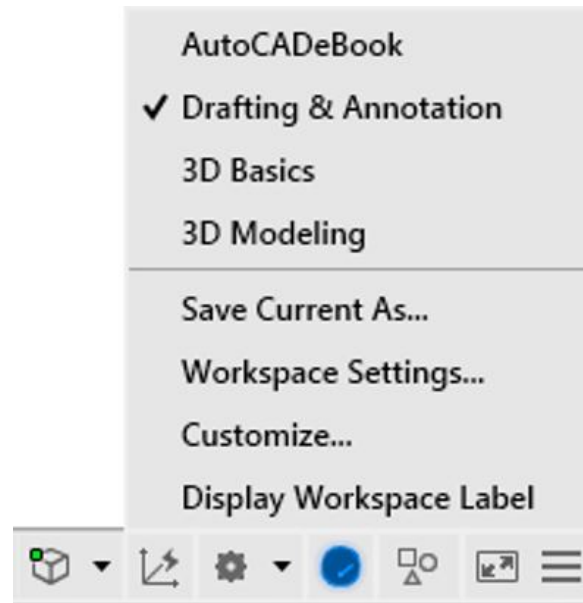 AutoCADeBook
Drafting & Annotation
3D Basics
3D Modeling
Save Current As...
Workspace Settings...
Customize...
Display Workspace Label